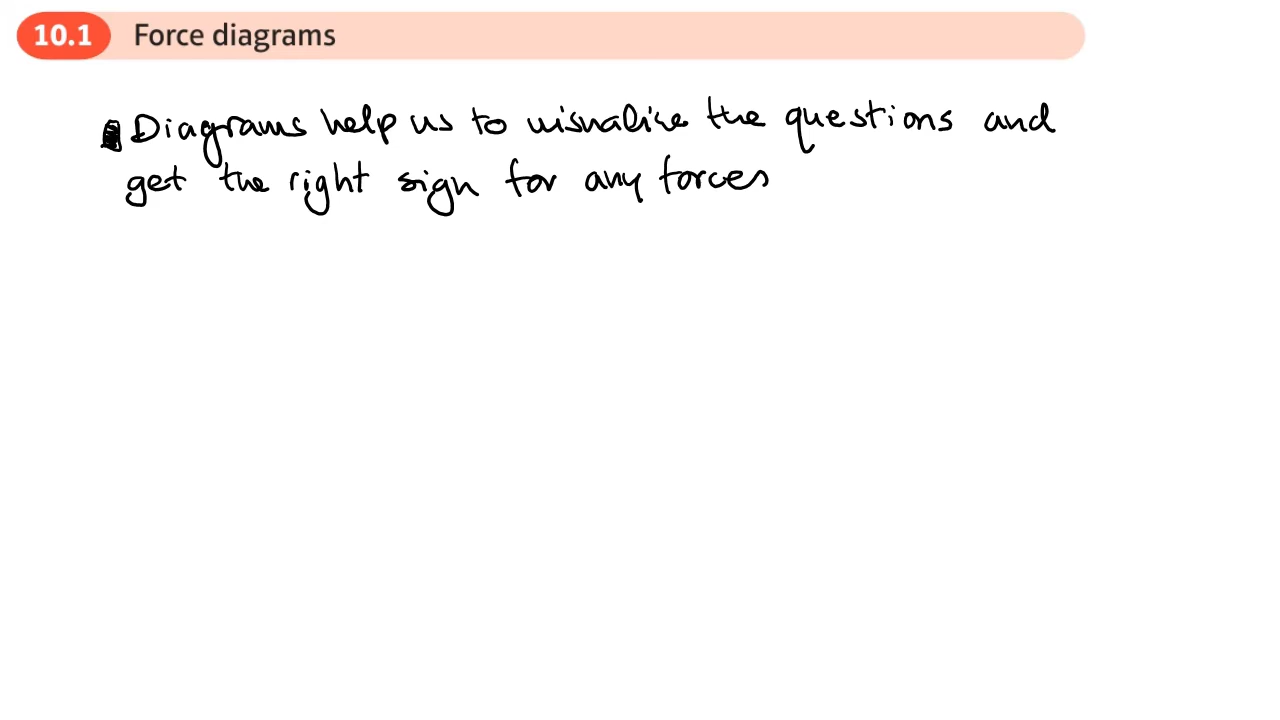 10.1 Force diagrams
Diagrams help us to visualise the questions and
get the right sign for any forces